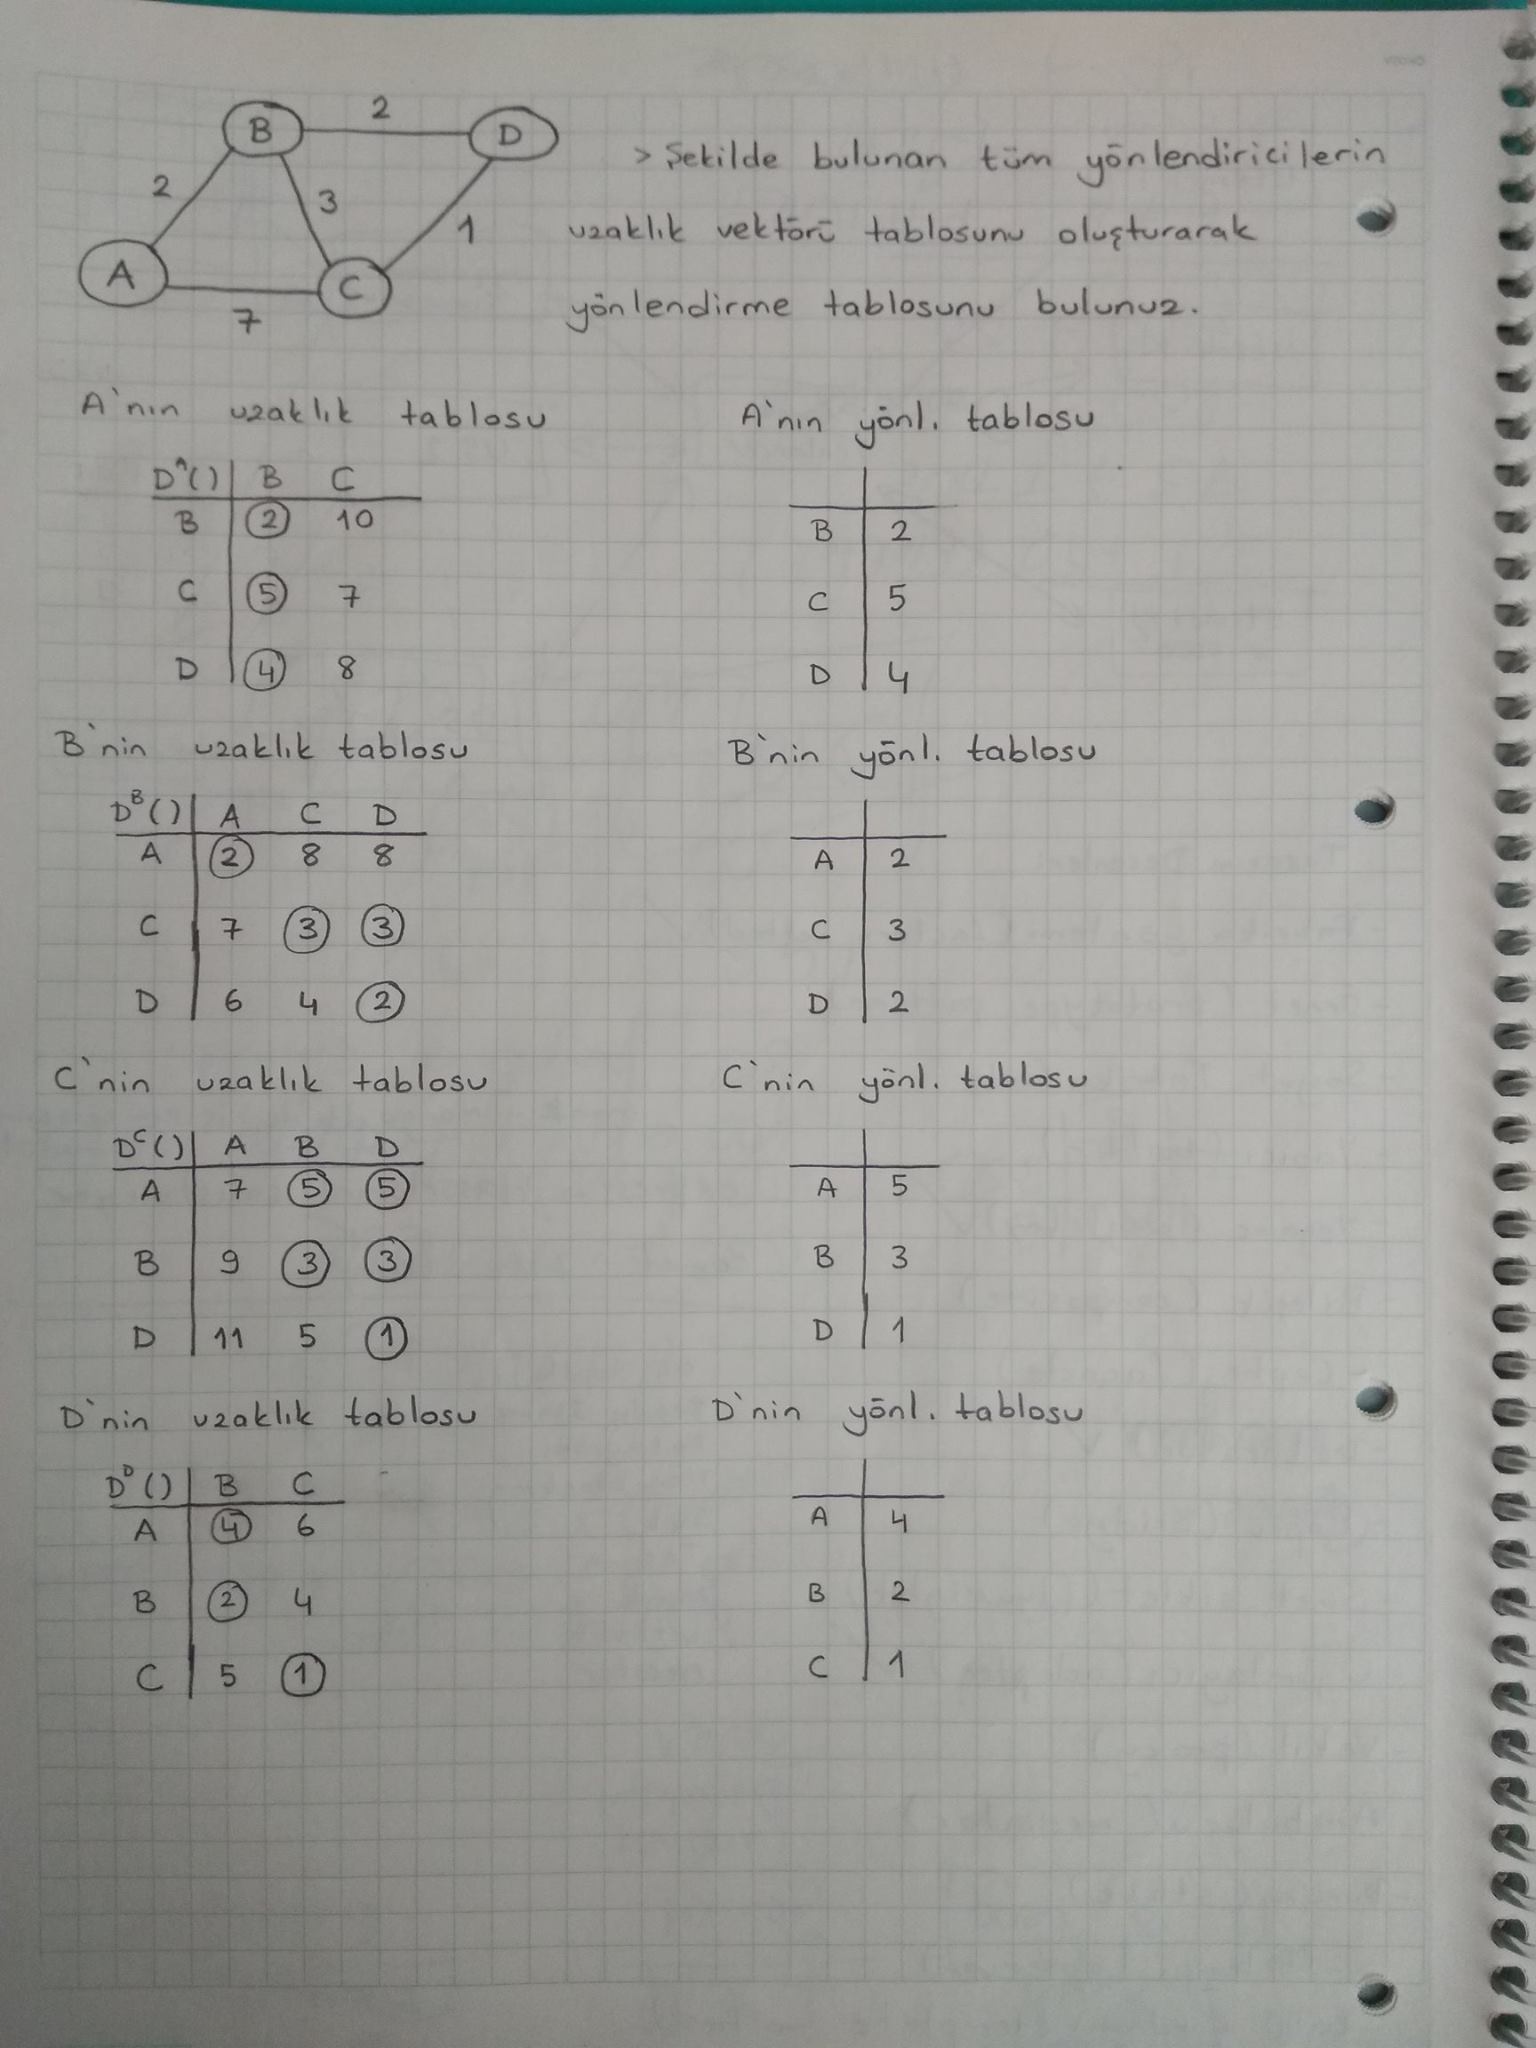 B 2 D
2 3 1
A 7 C
> Şekilde bulunan tüm yönlendiricilerin
uzaklık vektörü tablosunu oluşturarak
yönlendirme tablosunu bulunuz.
A'nın uzaklık tablosu
D^A() B C
B 2 10
C 5 7
D 4 8
A'nın yönl. tablosu
B 2
C 5
D 4
B'nin uzaklık tablosu
D^B() A C D
A 2 8 8
C 7 3 3
D 6 4 2
B'nin yönl. tablosu
A 2
C 3
D 2
C'nin uzaklık tablosu
D^C() A B D
A 7 5 5
B 9 3 3
D 11 5 1
C'nin yönl. tablosu
A 5
B 3
D 1
D'nin uzaklık tablosu
D^D() B C
A 4 6
B 2 4
C 5 1
D'nin yönl. tablosu
A 4
B 2
C 1